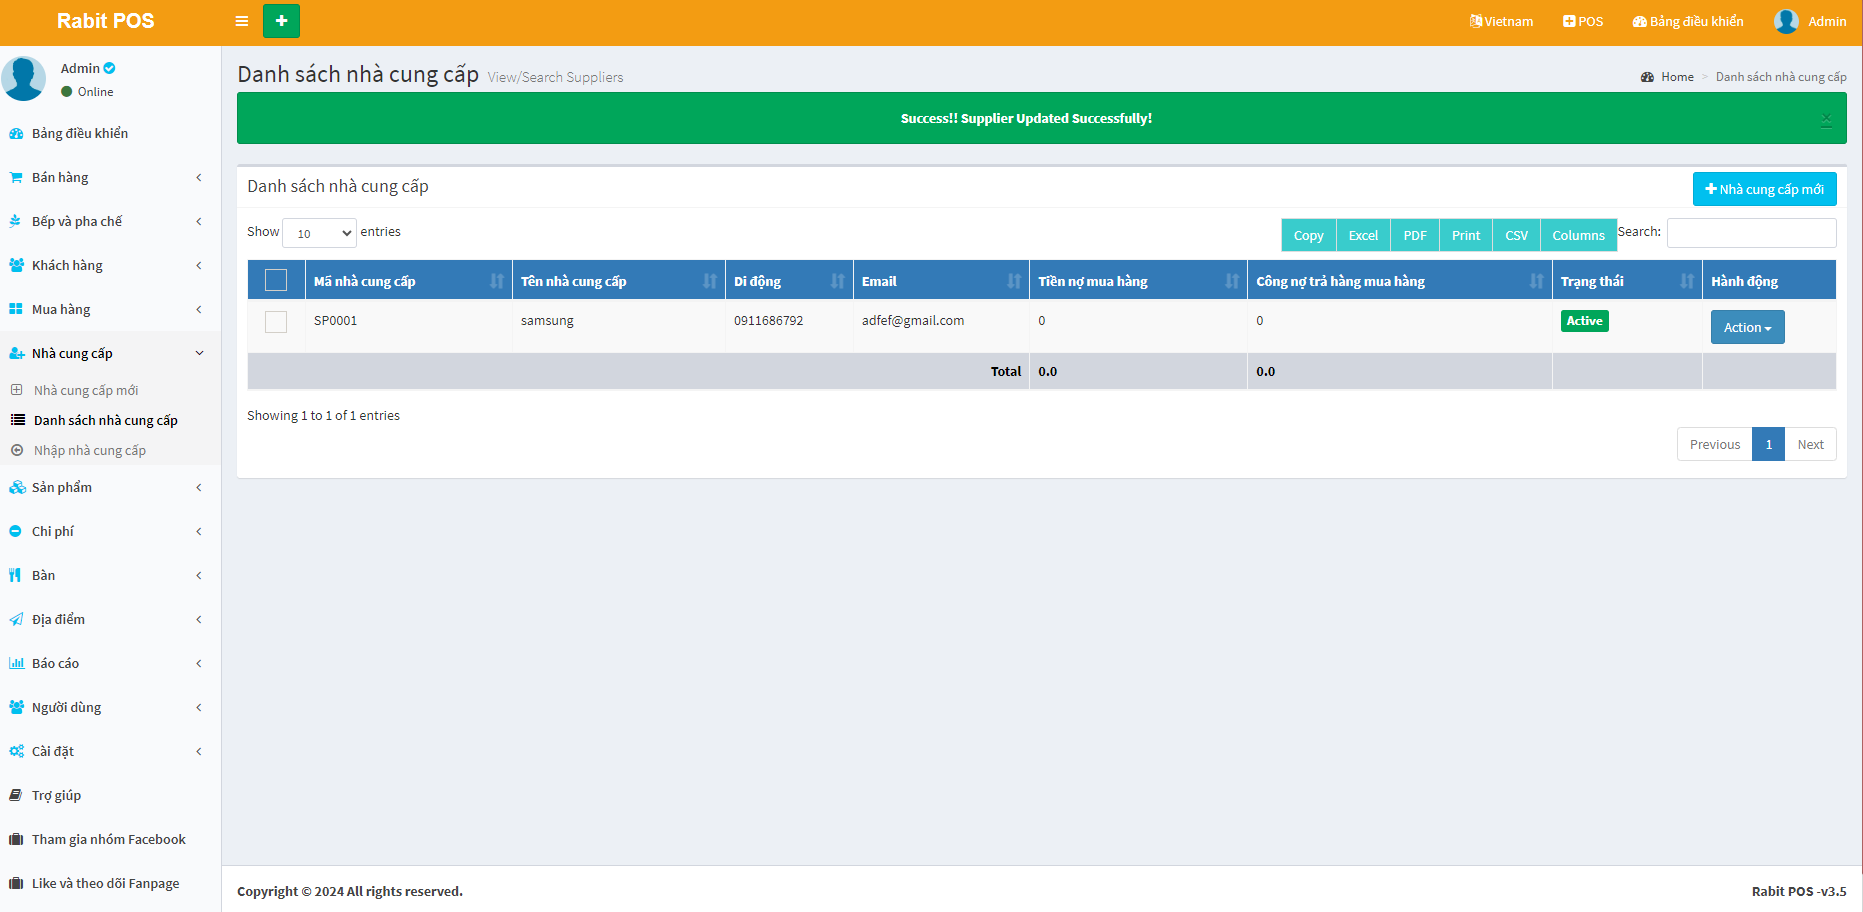 Rabit POS
Vietnam
POS
Bảng điều khiển
Admin
Admin
Online
Bảng điều khiển
Bán hàng
Bếp và pha chế
Khách hàng
Mua hàng
Nhà cung cấp
Nhà cung cấp mới
Danh sách nhà cung cấp
Nhập nhà cung cấp
Sản phẩm
Chi phí
Bàn
Địa điểm
Báo cáo
Người dùng
Cài đặt
Trợ giúp
Tham gia nhóm Facebook
Like và theo dõi Fanpage
Danh sách nhà cung cấp View/Search Suppliers
Home > Danh sách nhà cung cấp
Success!! Supplier Updated Successfully! ×
Danh sách nhà cung cấp
Nhà cung cấp mới
Show 10 entries
Copy Excel PDF Print CSV Columns Search:
Mã nhà cung cấp Tên nhà cung cấp Di động Email Tiền nợ mua hàng Công nợ trả hàng mua hàng Trạng thái Hành động
SP0001 samsung 0911686792 adfef@gmail.com 0 0 Active Action
Total 0.0 0.0
Showing 1 to 1 of 1 entries
Previous 1 Next
Copyright © 2024 All rights reserved.
Rabit POS -v3.5